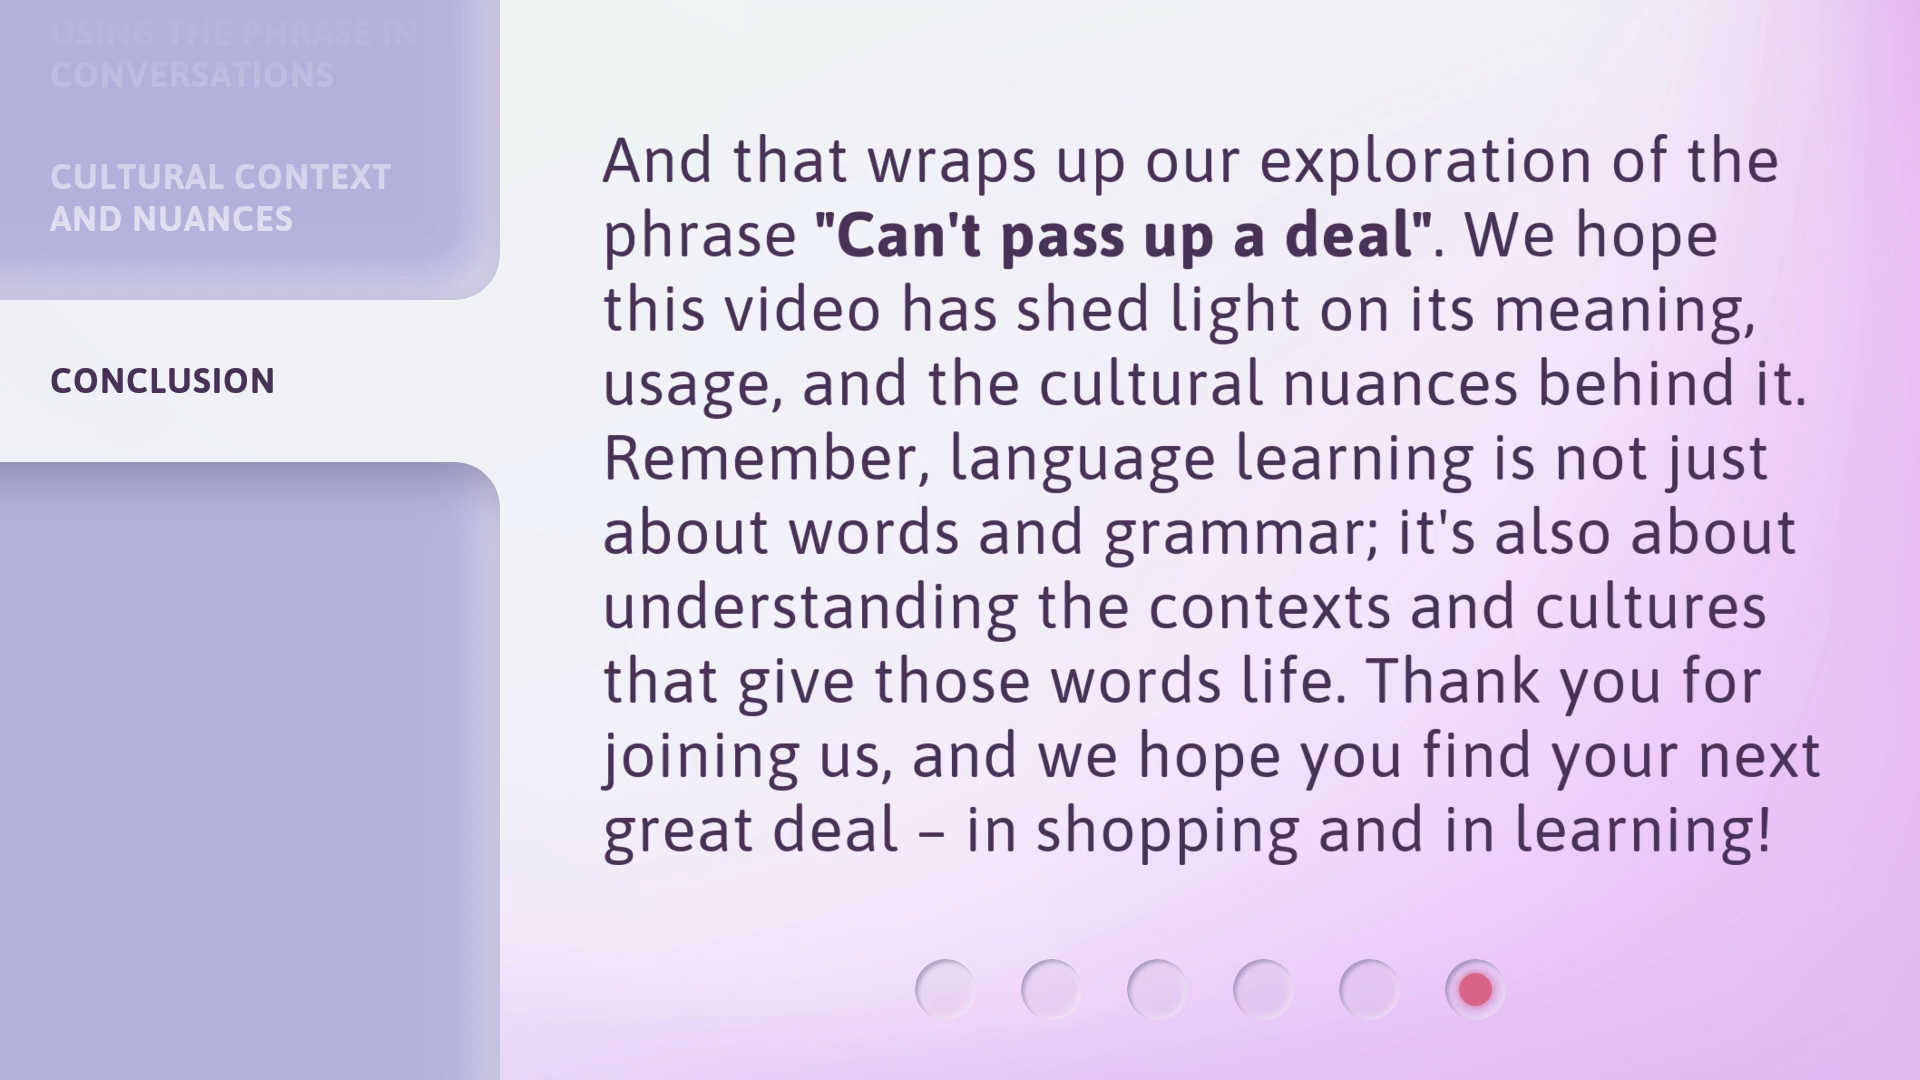 USING THE PHRASE IN
CONVERSATIONS
CULTURAL CONTEXT
AND NUANCES
CONCLUSION
And that wraps up our exploration of the
phrase "Can't pass up a deal". We hope
this video has shed light on its meaning,
usage, and the cultural nuances behind it.
Remember, language learning is not just
about words and grammar; it's also about
understanding the contexts and cultures
that give those words life. Thank you for
joining us, and we hope you find your next
great deal – in shopping and in learning!